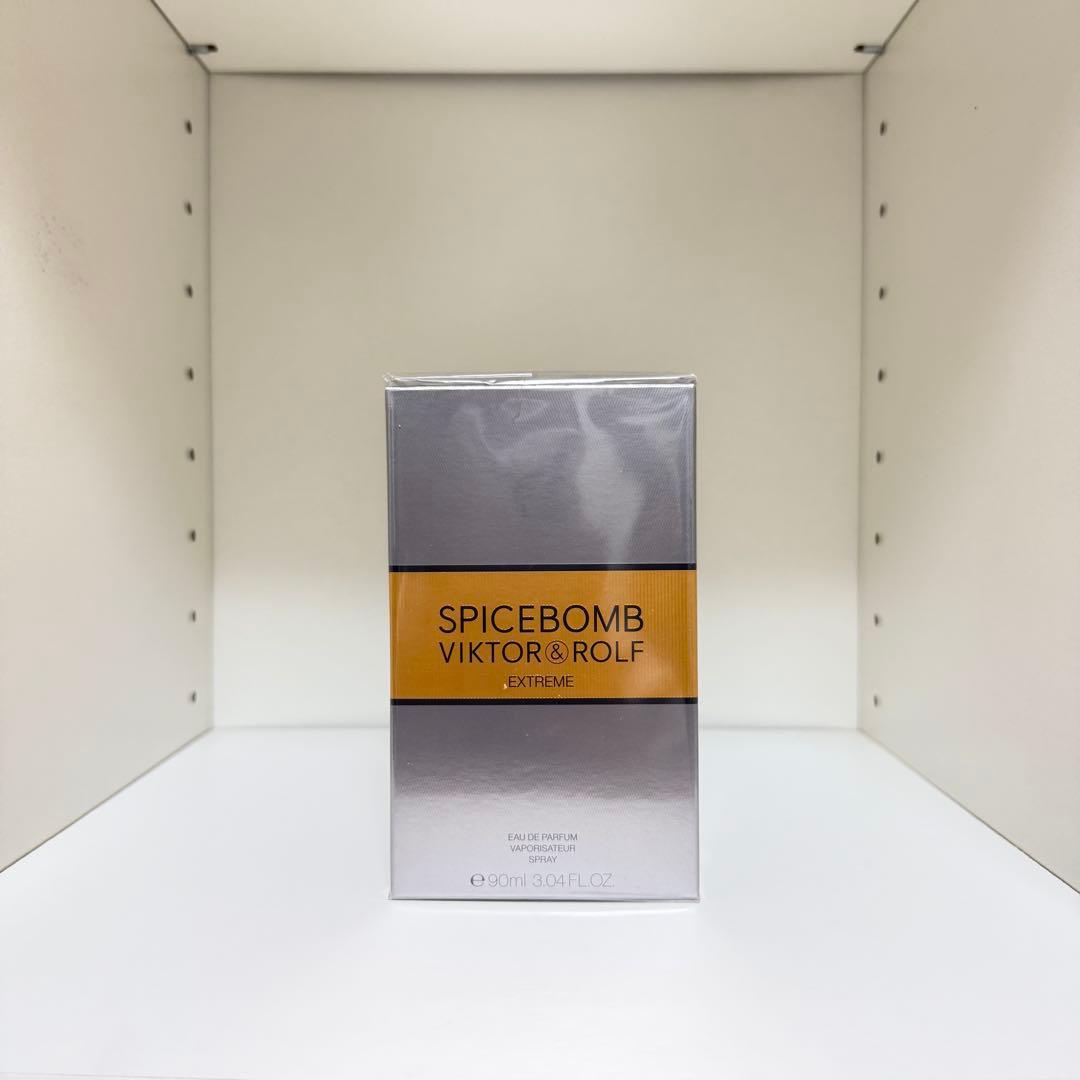 SPICEBOMB
VIKTOR&ROLF
EXTREME
EAU DE PARFUM
VAPORISATEUR
SPRAY
℮ 90ml 3.04 FL.OZ.